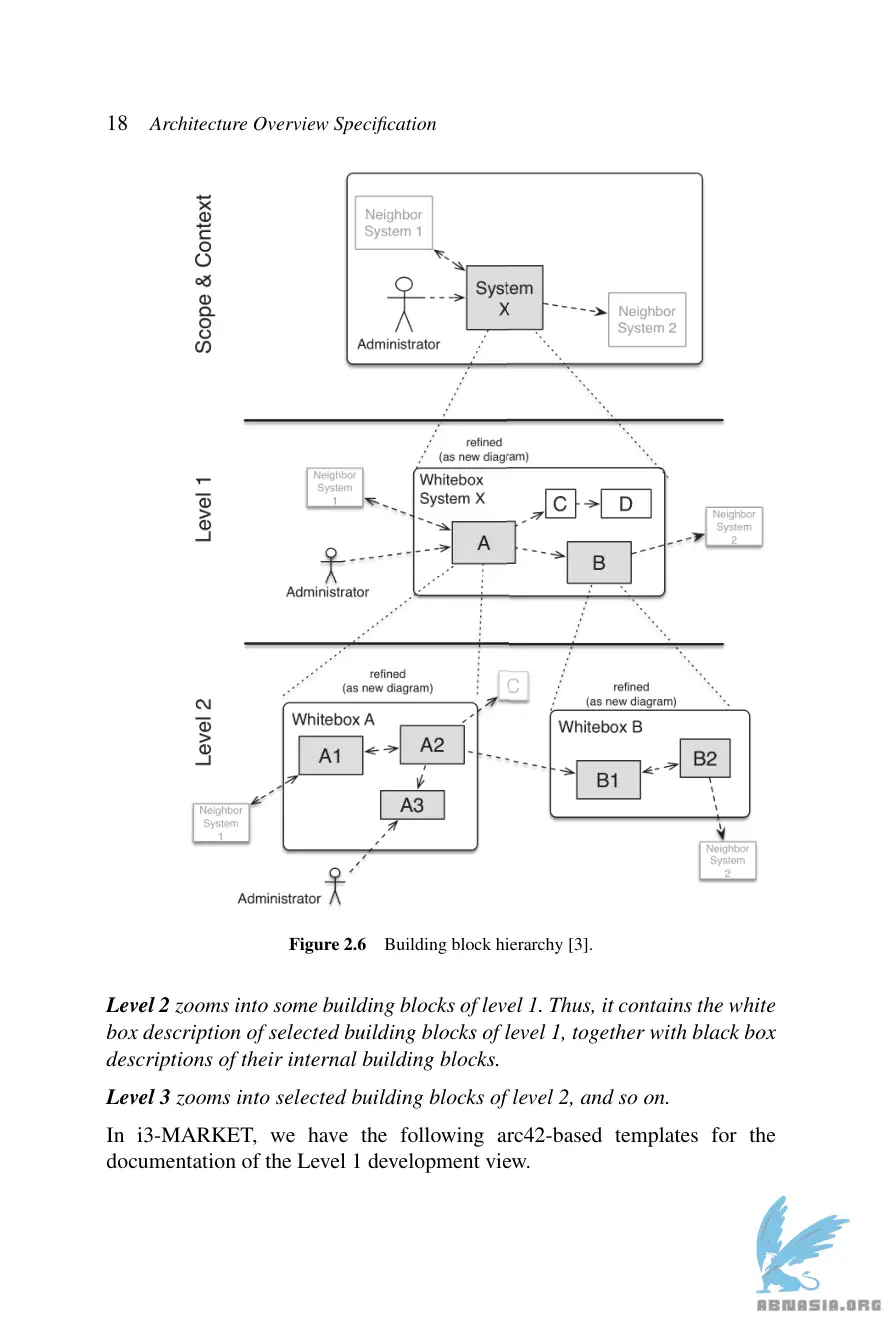 18 Architecture Overview Specification
Scope & Context
Neighbor
System 1
System
X
Administrator
Neighbor
System 2
Level 1
refined
(as new diagram)
Neighbor
System
1
Whitebox
System X
C
D
A
B
Neighbor
System
2
Administrator
Level 2
refined
(as new diagram)
C
refined
(as new diagram)
Whitebox A
A1
A2
A3
Whitebox B
B1
B2
Neighbor
System
1
Administrator
Neighbor
System
2
Figure 2.6 Building block hierarchy [3].
Level 2 zooms into some building blocks of level 1. Thus, it contains the white
box description of selected building blocks of level 1, together with black box
descriptions of their internal building blocks.
Level 3 zooms into selected building blocks of level 2, and so on.
In i3-MARKET, we have the following arc42-based templates for the
documentation of the Level 1 development view.
ABNASIA.ORG